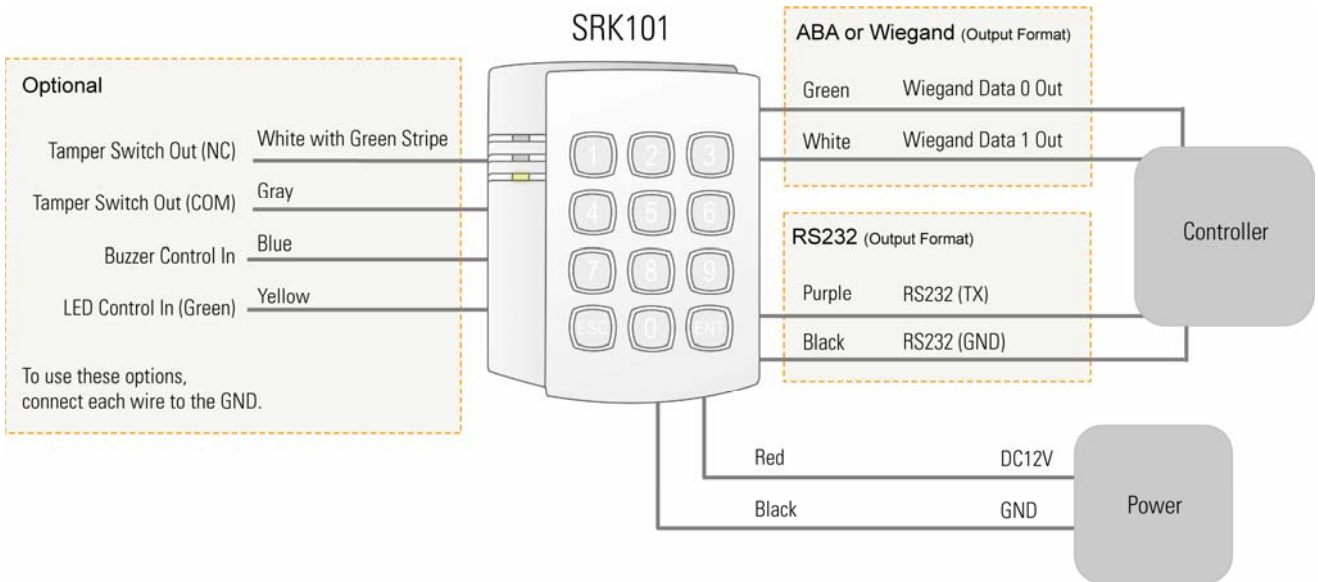 SRK101
Optional
Tamper Switch Out (NC) White with Green Stripe
Tamper Switch Out (COM) Gray
Buzzer Control In Blue
LED Control In (Green) Yellow
To use these options,
connect each wire to the GND.
1 2 3
4 5 6
7 8 9
ESC 0 ENT
ABA or Wiegand (Output Format)
Green Wiegand Data 0 Out
White Wiegand Data 1 Out
RS232 (Output Format)
Purple RS232 (TX)
Black RS232 (GND)
Controller
Red DC12V
Black GND
Power